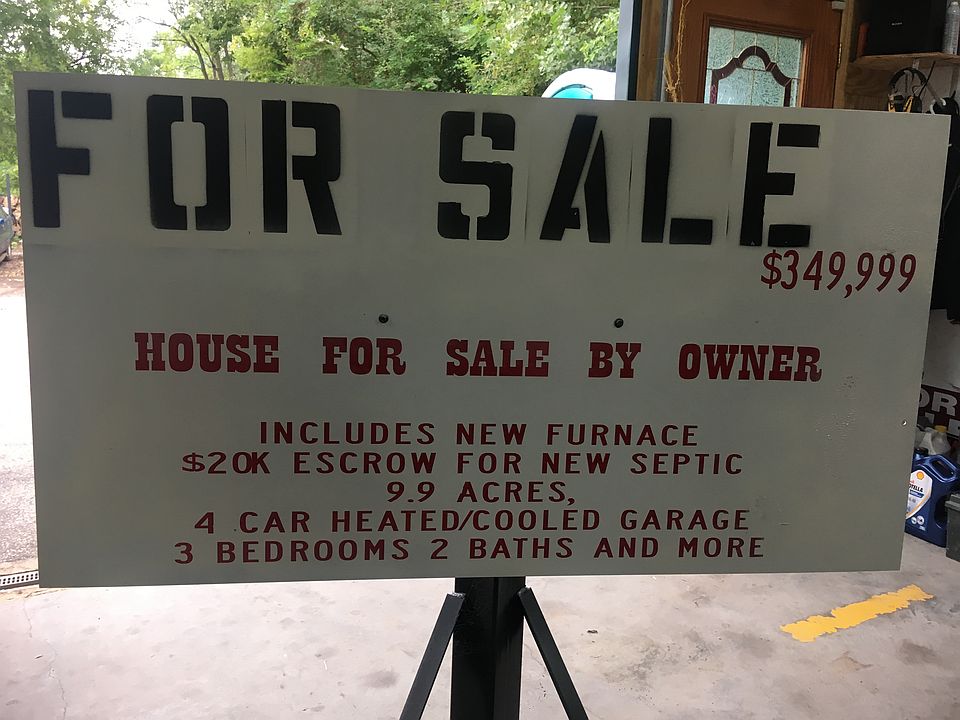 FOR SALE
$349,999
HOUSE FOR SALE BY OWNER
INCLUDES NEW FURNACE
$20K ESCROW FOR NEW SEPTIC
9.9 ACRES,
4 CAR HEATED/COOLED GARAGE
3 BEDROOMS 2 BATHS AND MORE